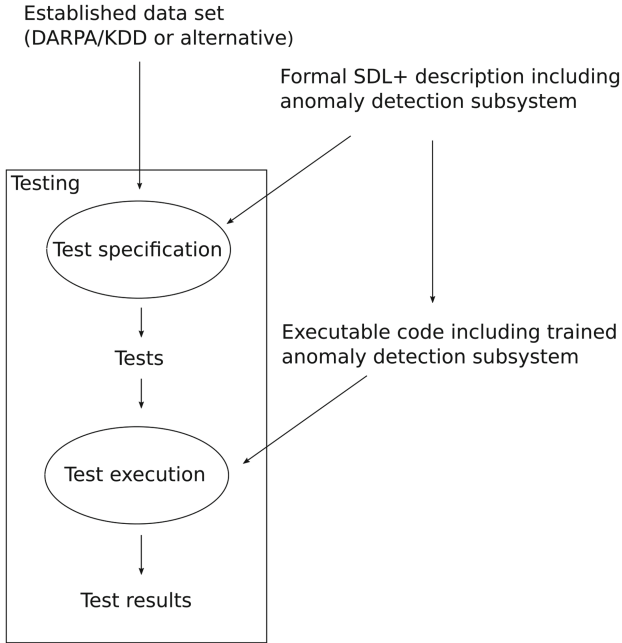 Established data set
(DARPA/KDD or alternative)
Formal SDL+ description including
anomaly detection subsystem
Testing
Test specification
Tests
Executable code including trained
anomaly detection subsystem
Test execution
Test results